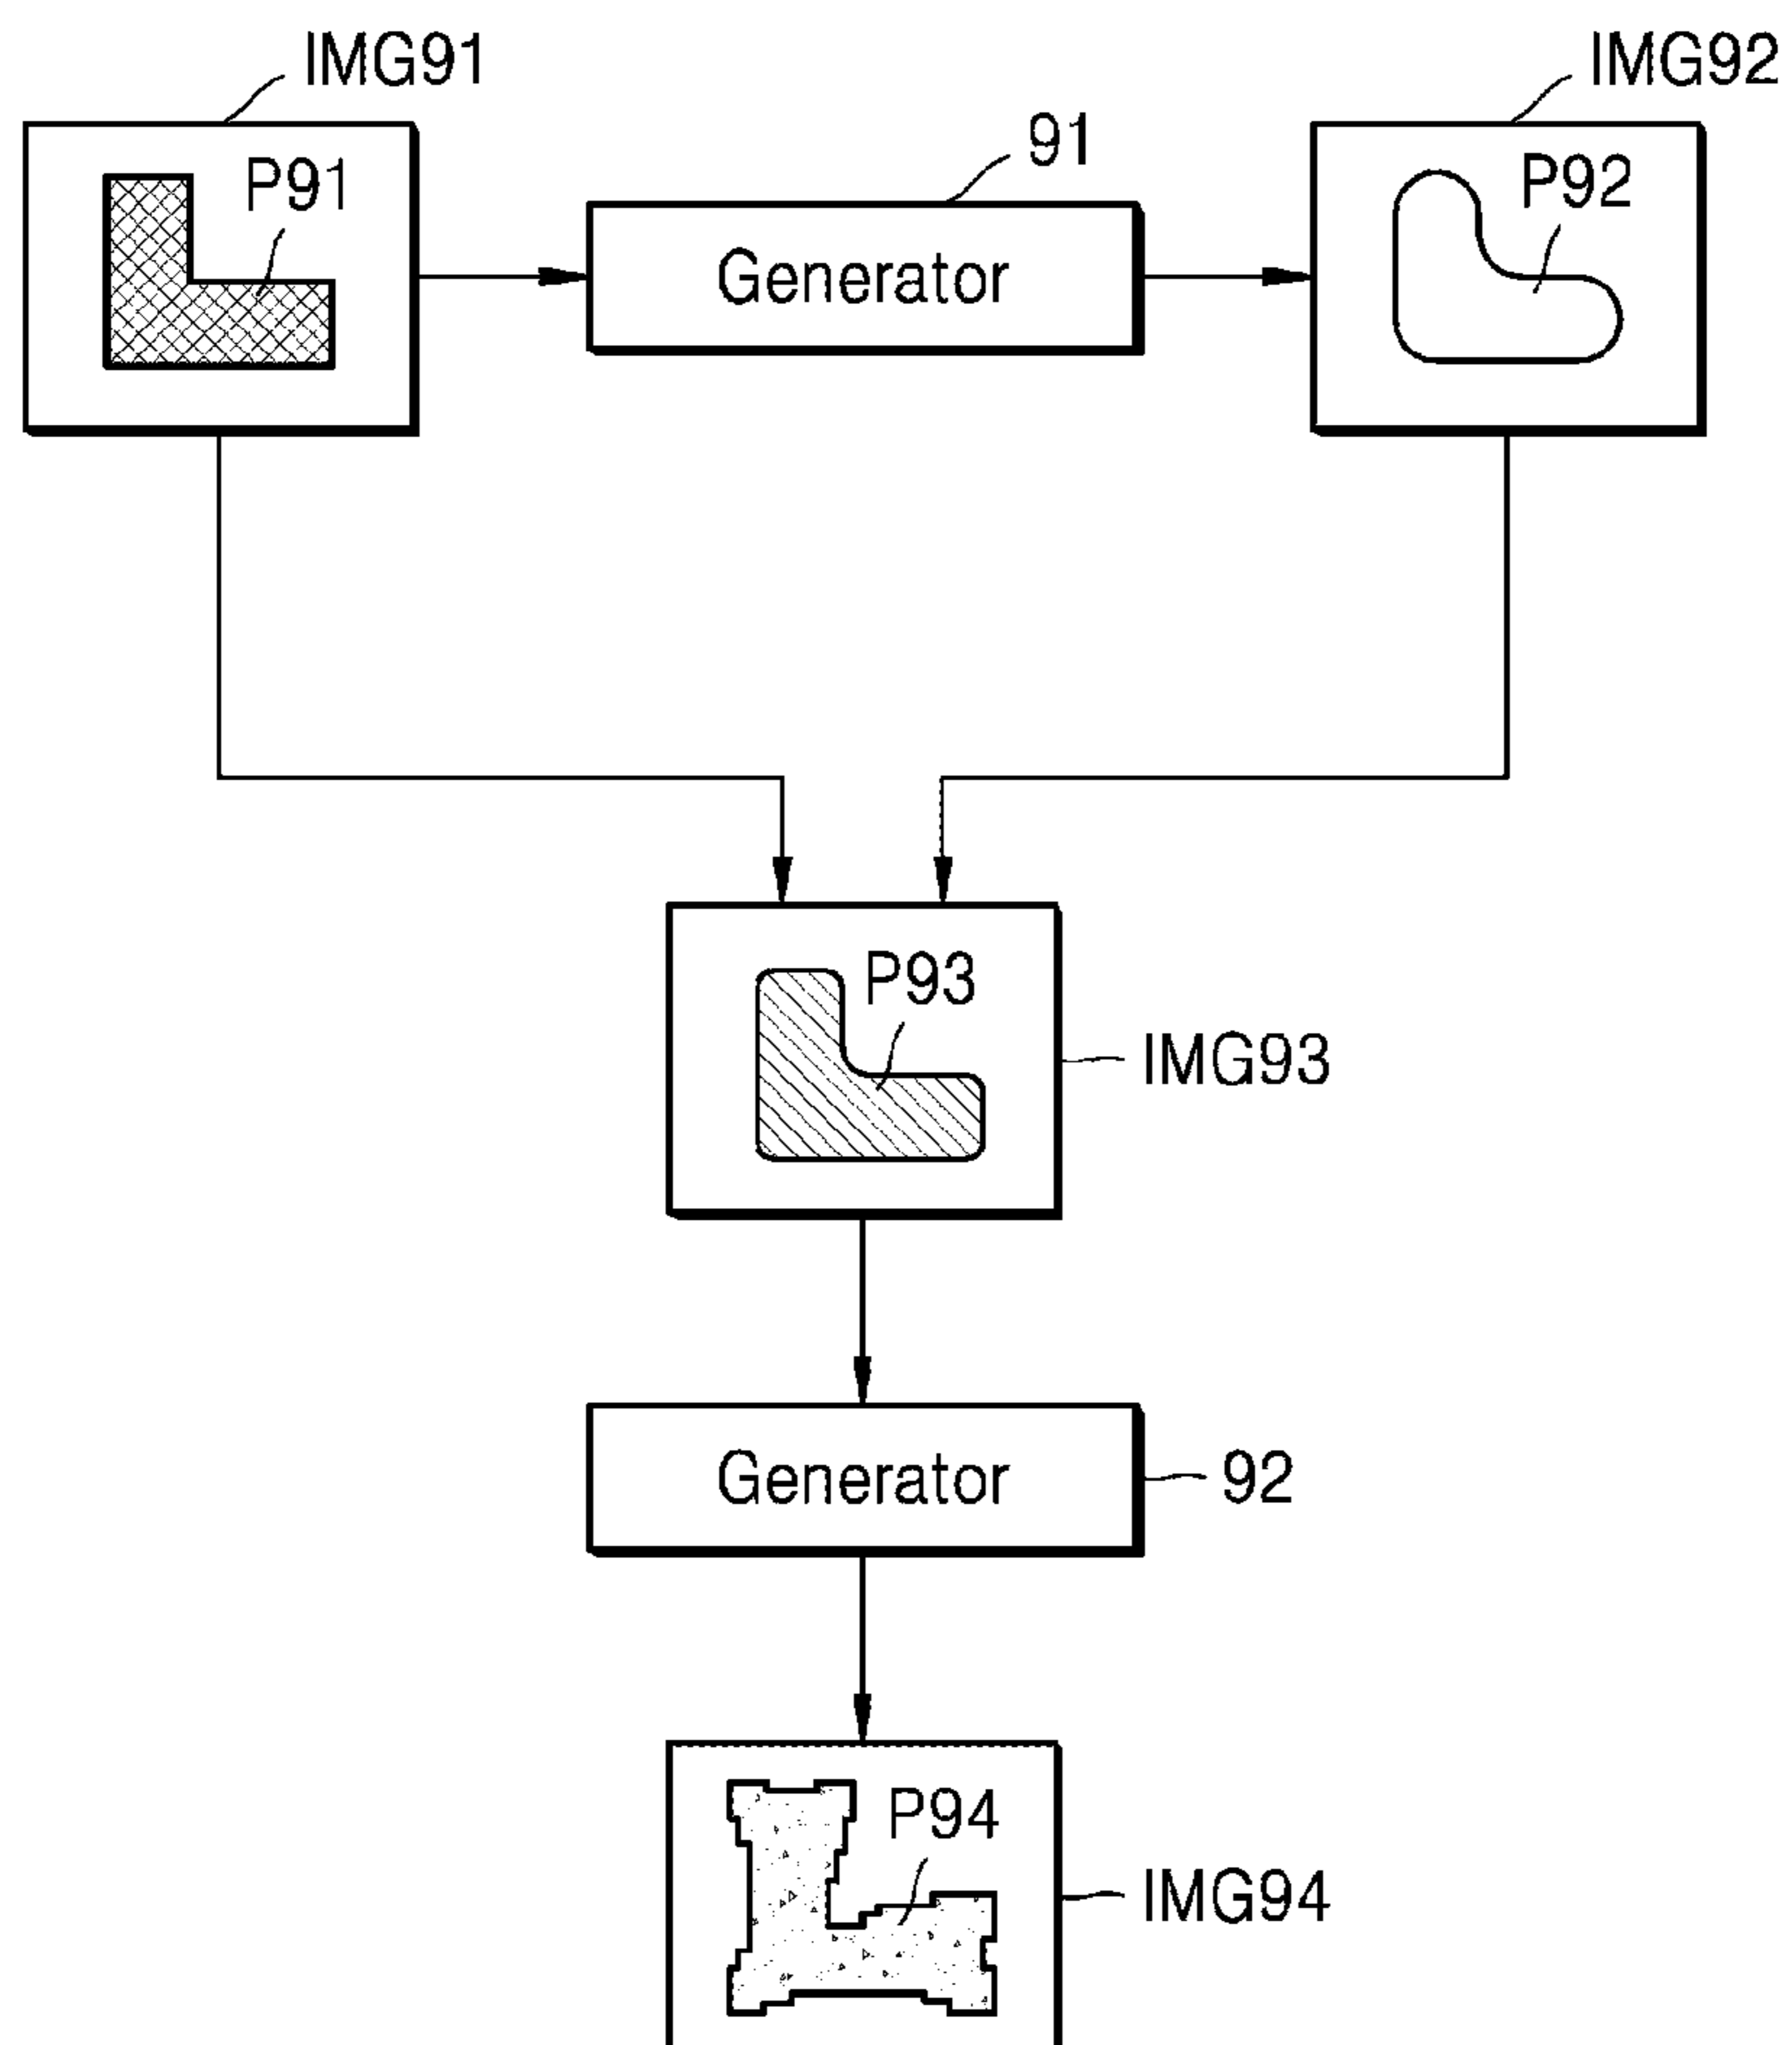 IMG91
IMG92
91
P91
P92
Generator
P93
IMG93
Generator
92
P94
IMG94